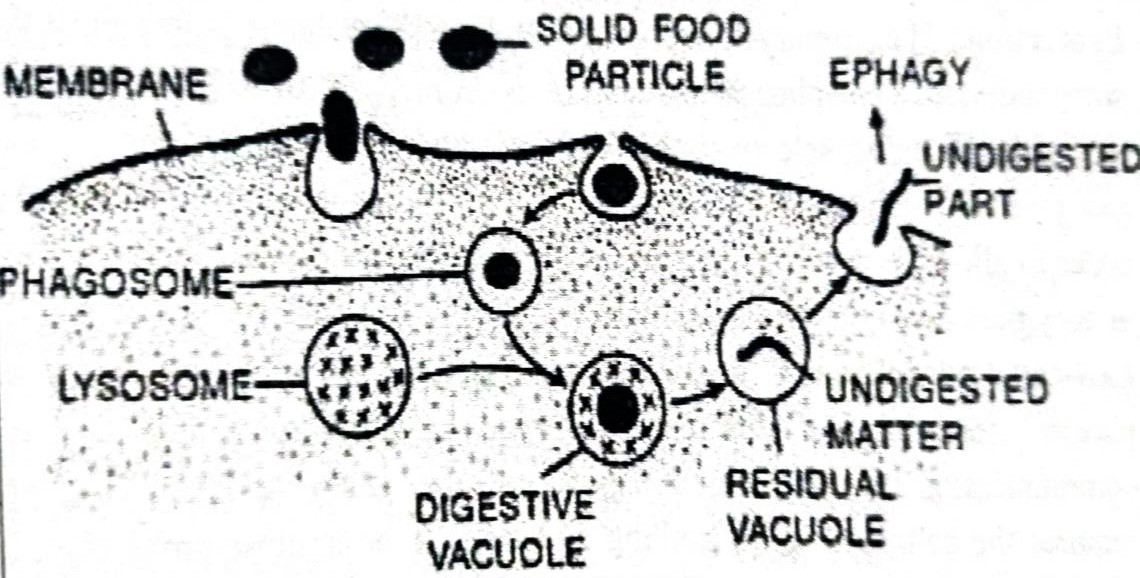 SOLID FOOD
PARTICLE
MEMBRANE
EPHAGY
UNDIGESTED
PART
PHAGOSOME
LYSOSOME
UNDIGESTED
MATTER
DIGESTIVE
VACUOLE
RESIDUAL
VACUOLE